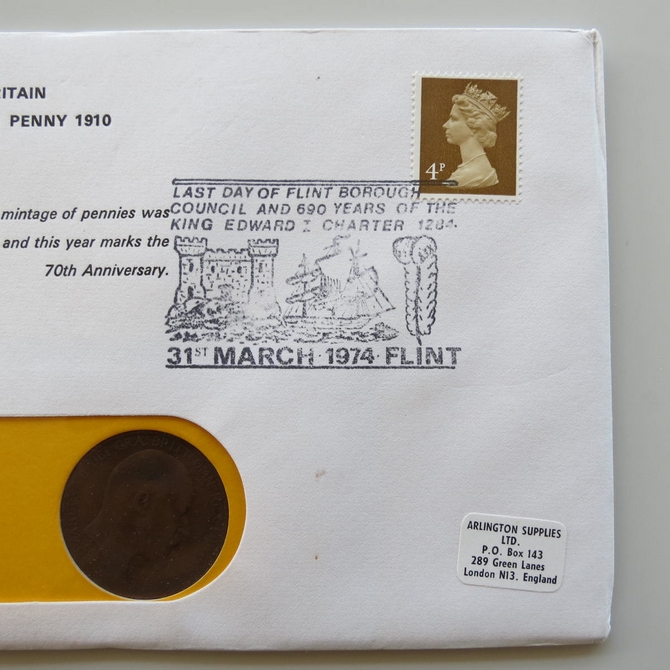 RITAIN
PENNY 1910
4P
LAST DAY OF FLINT BOROUGH
COUNCIL AND 690 YEARS OF THE
KING EDWARD I CHARTER 1284.
mintage of pennies was
and this year marks the
70th Anniversary.
31ST MARCH · 1974 · FLINT
ARLINGTON SUPPLIES
LTD.
P.O. Box 143
289 Green Lanes
London N13. England